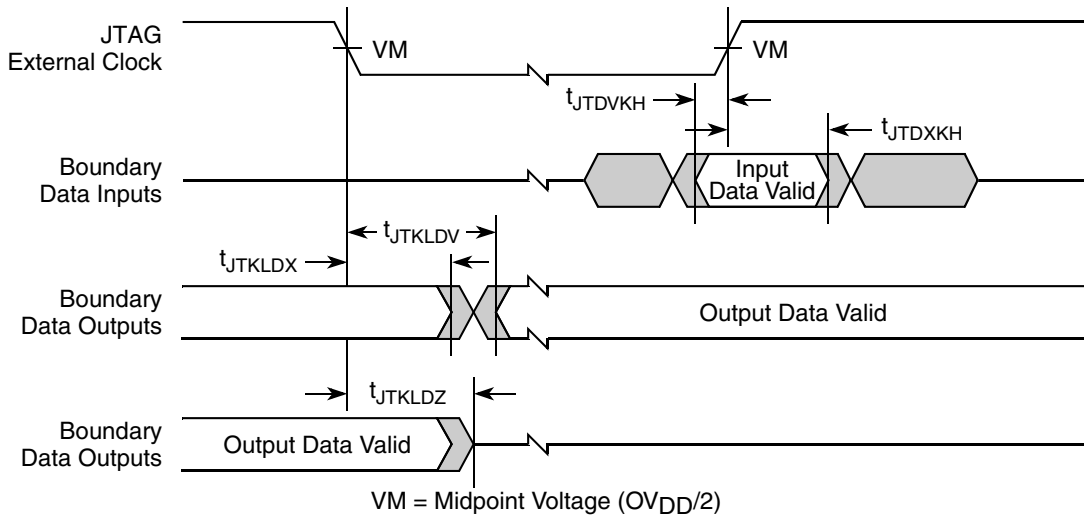 JTAG
External Clock
VM
VM
tJTDVKH
tJTDXKH
Boundary
Data Inputs
Input
Data Valid
tJTKLDV
tJTKLDX
Boundary
Data Outputs
Output Data Valid
tJTKLDZ
Boundary
Data Outputs
Output Data Valid
VM = Midpoint Voltage (OVDD/2)